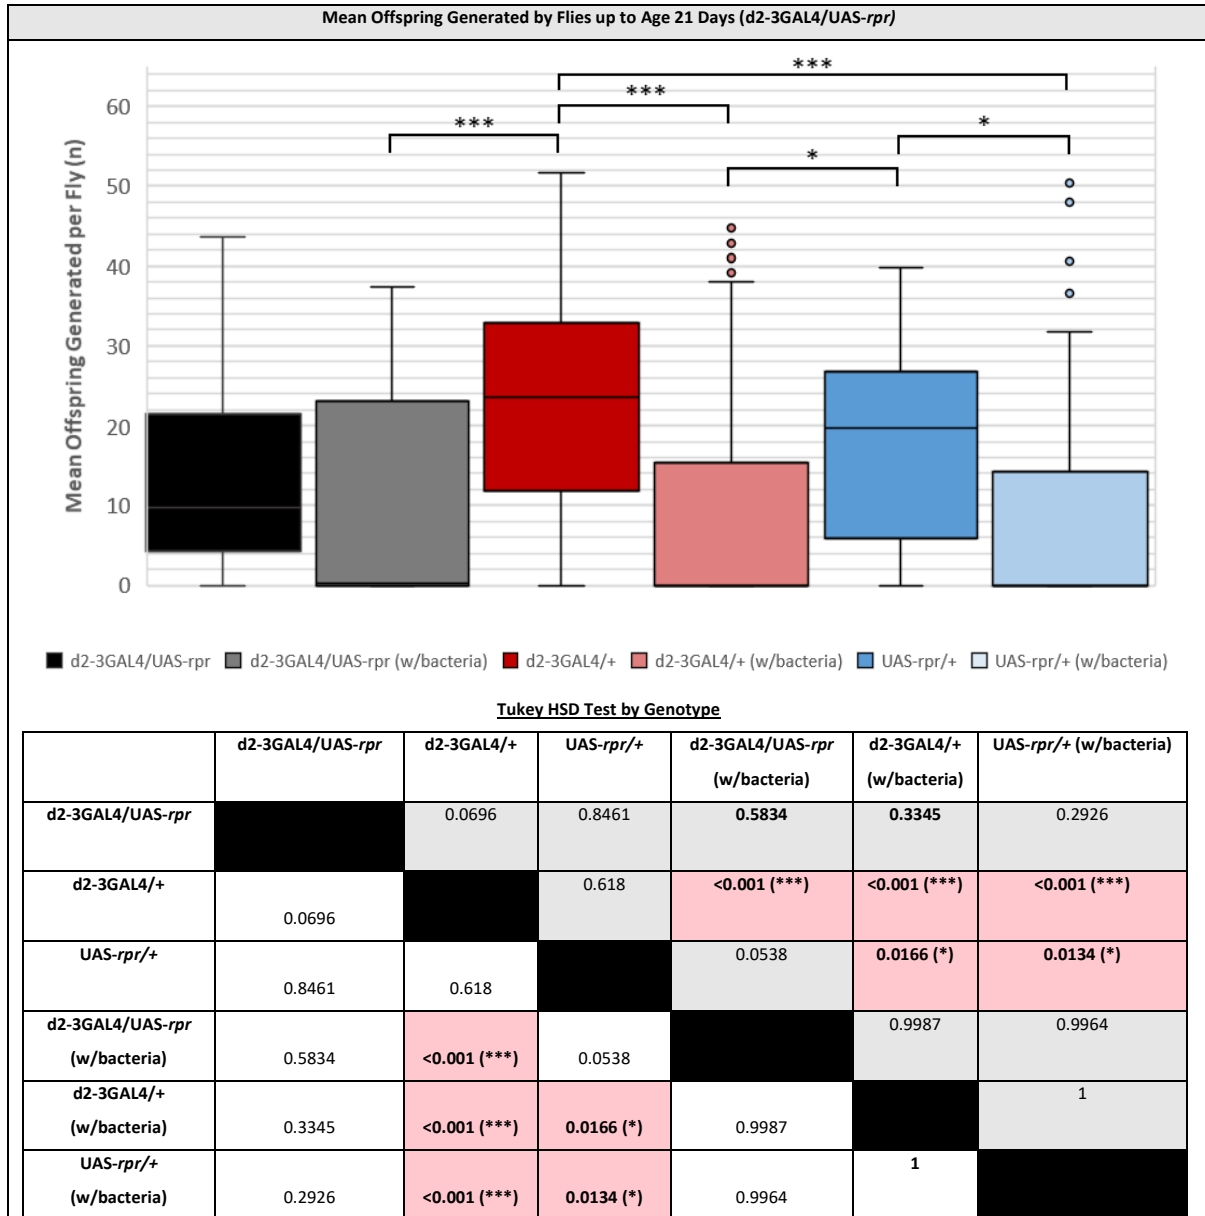 Mean Offspring Generated by Flies up to Age 21 Days (d2-3GAL4/UAS-rpr)
***
***
***
*
*
Mean Offspring Generated per Fly (n)
60
50
40
30
20
10
0
d2-3GAL4/UAS-rpr d2-3GAL4/UAS-rpr (w/bacteria) d2-3GAL4/+ d2-3GAL4/+ (w/bacteria) UAS-rpr/+ UAS-rpr/+ (w/bacteria)
Tukey HSD Test by Genotype
d2-3GAL4/UAS-rpr d2-3GAL4/+ UAS-rpr/+ d2-3GAL4/UAS-rpr d2-3GAL4/+ UAS-rpr/+ (w/bacteria)
(w/bacteria) (w/bacteria)
d2-3GAL4/UAS-rpr 0.0696 0.8461 0.5834 0.3345 0.2926
d2-3GAL4/+ 0.618 <0.001 (***) <0.001 (***) <0.001 (***)
0.0696
UAS-rpr/+ 0.0538 0.0166 (*) 0.0134 (*)
0.8461 0.618
d2-3GAL4/UAS-rpr 0.9987 0.9964
(w/bacteria) 0.5834 <0.001 (***) 0.0538
d2-3GAL4/+ 1
(w/bacteria) 0.3345 <0.001 (***) 0.0166 (*) 0.9987
UAS-rpr/+ 1
(w/bacteria) 0.2926 <0.001 (***) 0.0134 (*) 0.9964